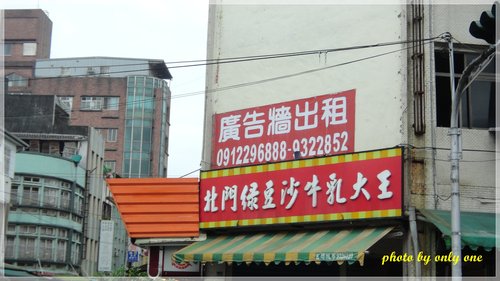 廣告牆出租
0912296888-9322852
北門绿豆沙牛乳大王
photo by only one